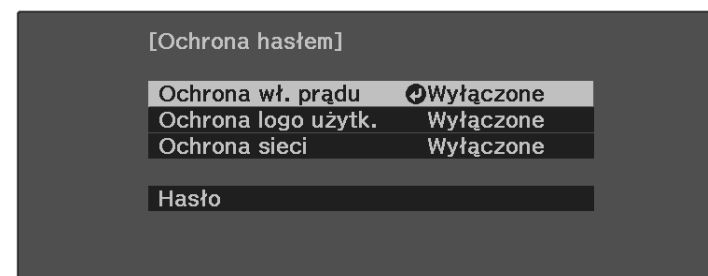 [Ochrona hasłem]
Ochrona wł. prądu Wyłączone
Ochrona logo użytk. Wyłączone
Ochrona sieci Wyłączone
Hasło